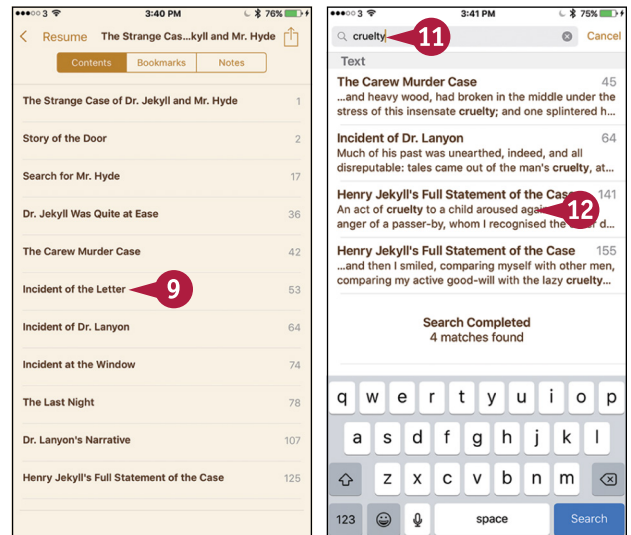 3 3:40 PM 76%
Resume The Strange Cas...kyll and Mr. Hyde
Contents Bookmarks Notes
The Strange Case of Dr. Jekyll and Mr. Hyde 1
Story of the Door 2
Search for Mr. Hyde 17
Dr. Jekyll Was Quite at Ease 36
The Carew Murder Case 42
Incident of the Letter 9 53
Incident of Dr. Lanyon 64
Incident at the Window 74
The Last Night 78
Dr. Lanyon's Narrative 107
Henry Jekyll's Full Statement of the Case 125
3 3:41 PM 75%
cruelty 11 Cancel
Text
The Carew Murder Case 45
...and heavy wood, had broken in the middle under the
stress of this insensate cruelty; and one splintered h...
Incident of Dr. Lanyon 64
Much of his past was unearthed, indeed, and all
disreputable: tales came out of the man's cruelty, at...
Henry Jekyll's Full Statement of the Case 141
An act of cruelty to a child aroused 12
anger of a passer-by, whom I recognised the d...
Henry Jekyll's Full Statement of the Case 155
...and then I smiled, comparing myself with other men,
comparing my active good-will with the lazy cruelty...
Search Completed
4 matches found
q w e r t y u i o p
a s d f g h j k l
z x c v b n m
123 space Search